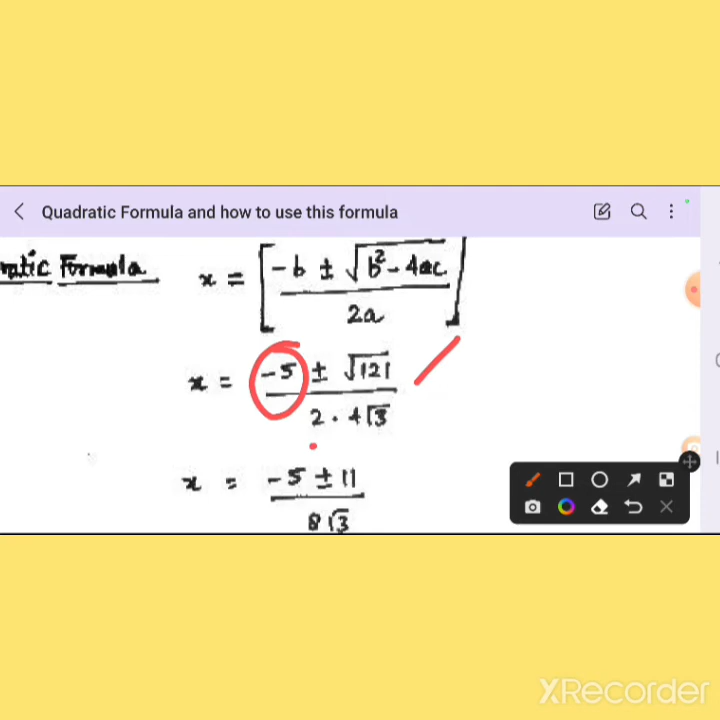 Quadratic Formula and how to use this formula
ratic Formula x = [ -b ± √b² - 4ac / 2a ]
x = -5 ± √121 / 2 · 4√3
x = -5 ± 11 / 8√3
XRecorder